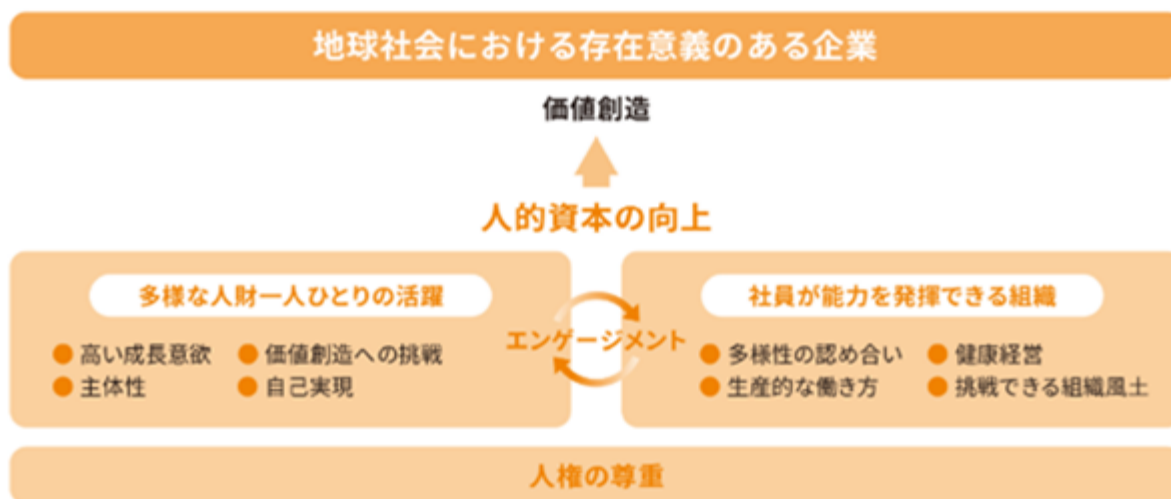 地球社会における存在意義のある企業
価値創造
人的資本の向上
多様な人財一人ひとりの活躍
高い成長意欲 価値創造への挑戦
主体性 自己実現
エンゲージメント
社員が能力を発揮できる組織
多様性の認め合い 健康経営
生産的な働き方 挑戦できる組織風土
人権の尊重